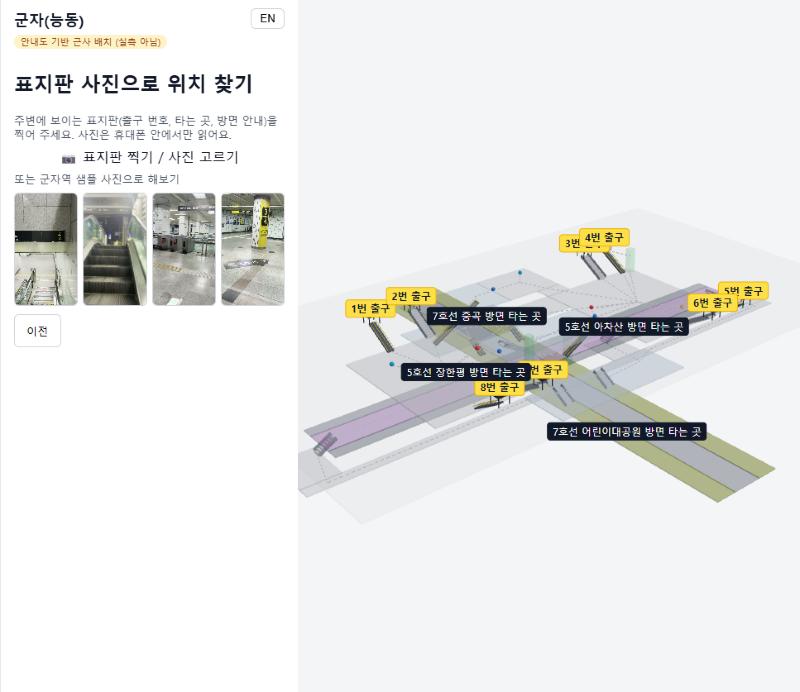 군자(능동)
EN
안내도 기반 근사 배치 (실측 아님)
표지판 사진으로 위치 찾기
주변에 보이는 표지판(출구 번호, 타는 곳, 방면 안내)을
찍어 주세요. 사진은 휴대폰 안에서만 읽어요.
표지판 찍기 / 사진 고르기
또는 군자역 샘플 사진으로 해보기
이전
3번
4번 출구
2번 출구
1번 출구
7호선 중곡 방면 타는 곳
5번 출구
6번 출구
5호선 아차산 방면 타는 곳
5호선 장한평 방면 타는 곳
번 출구
8번 출구
7호선 어린이대공원 방면 타는 곳